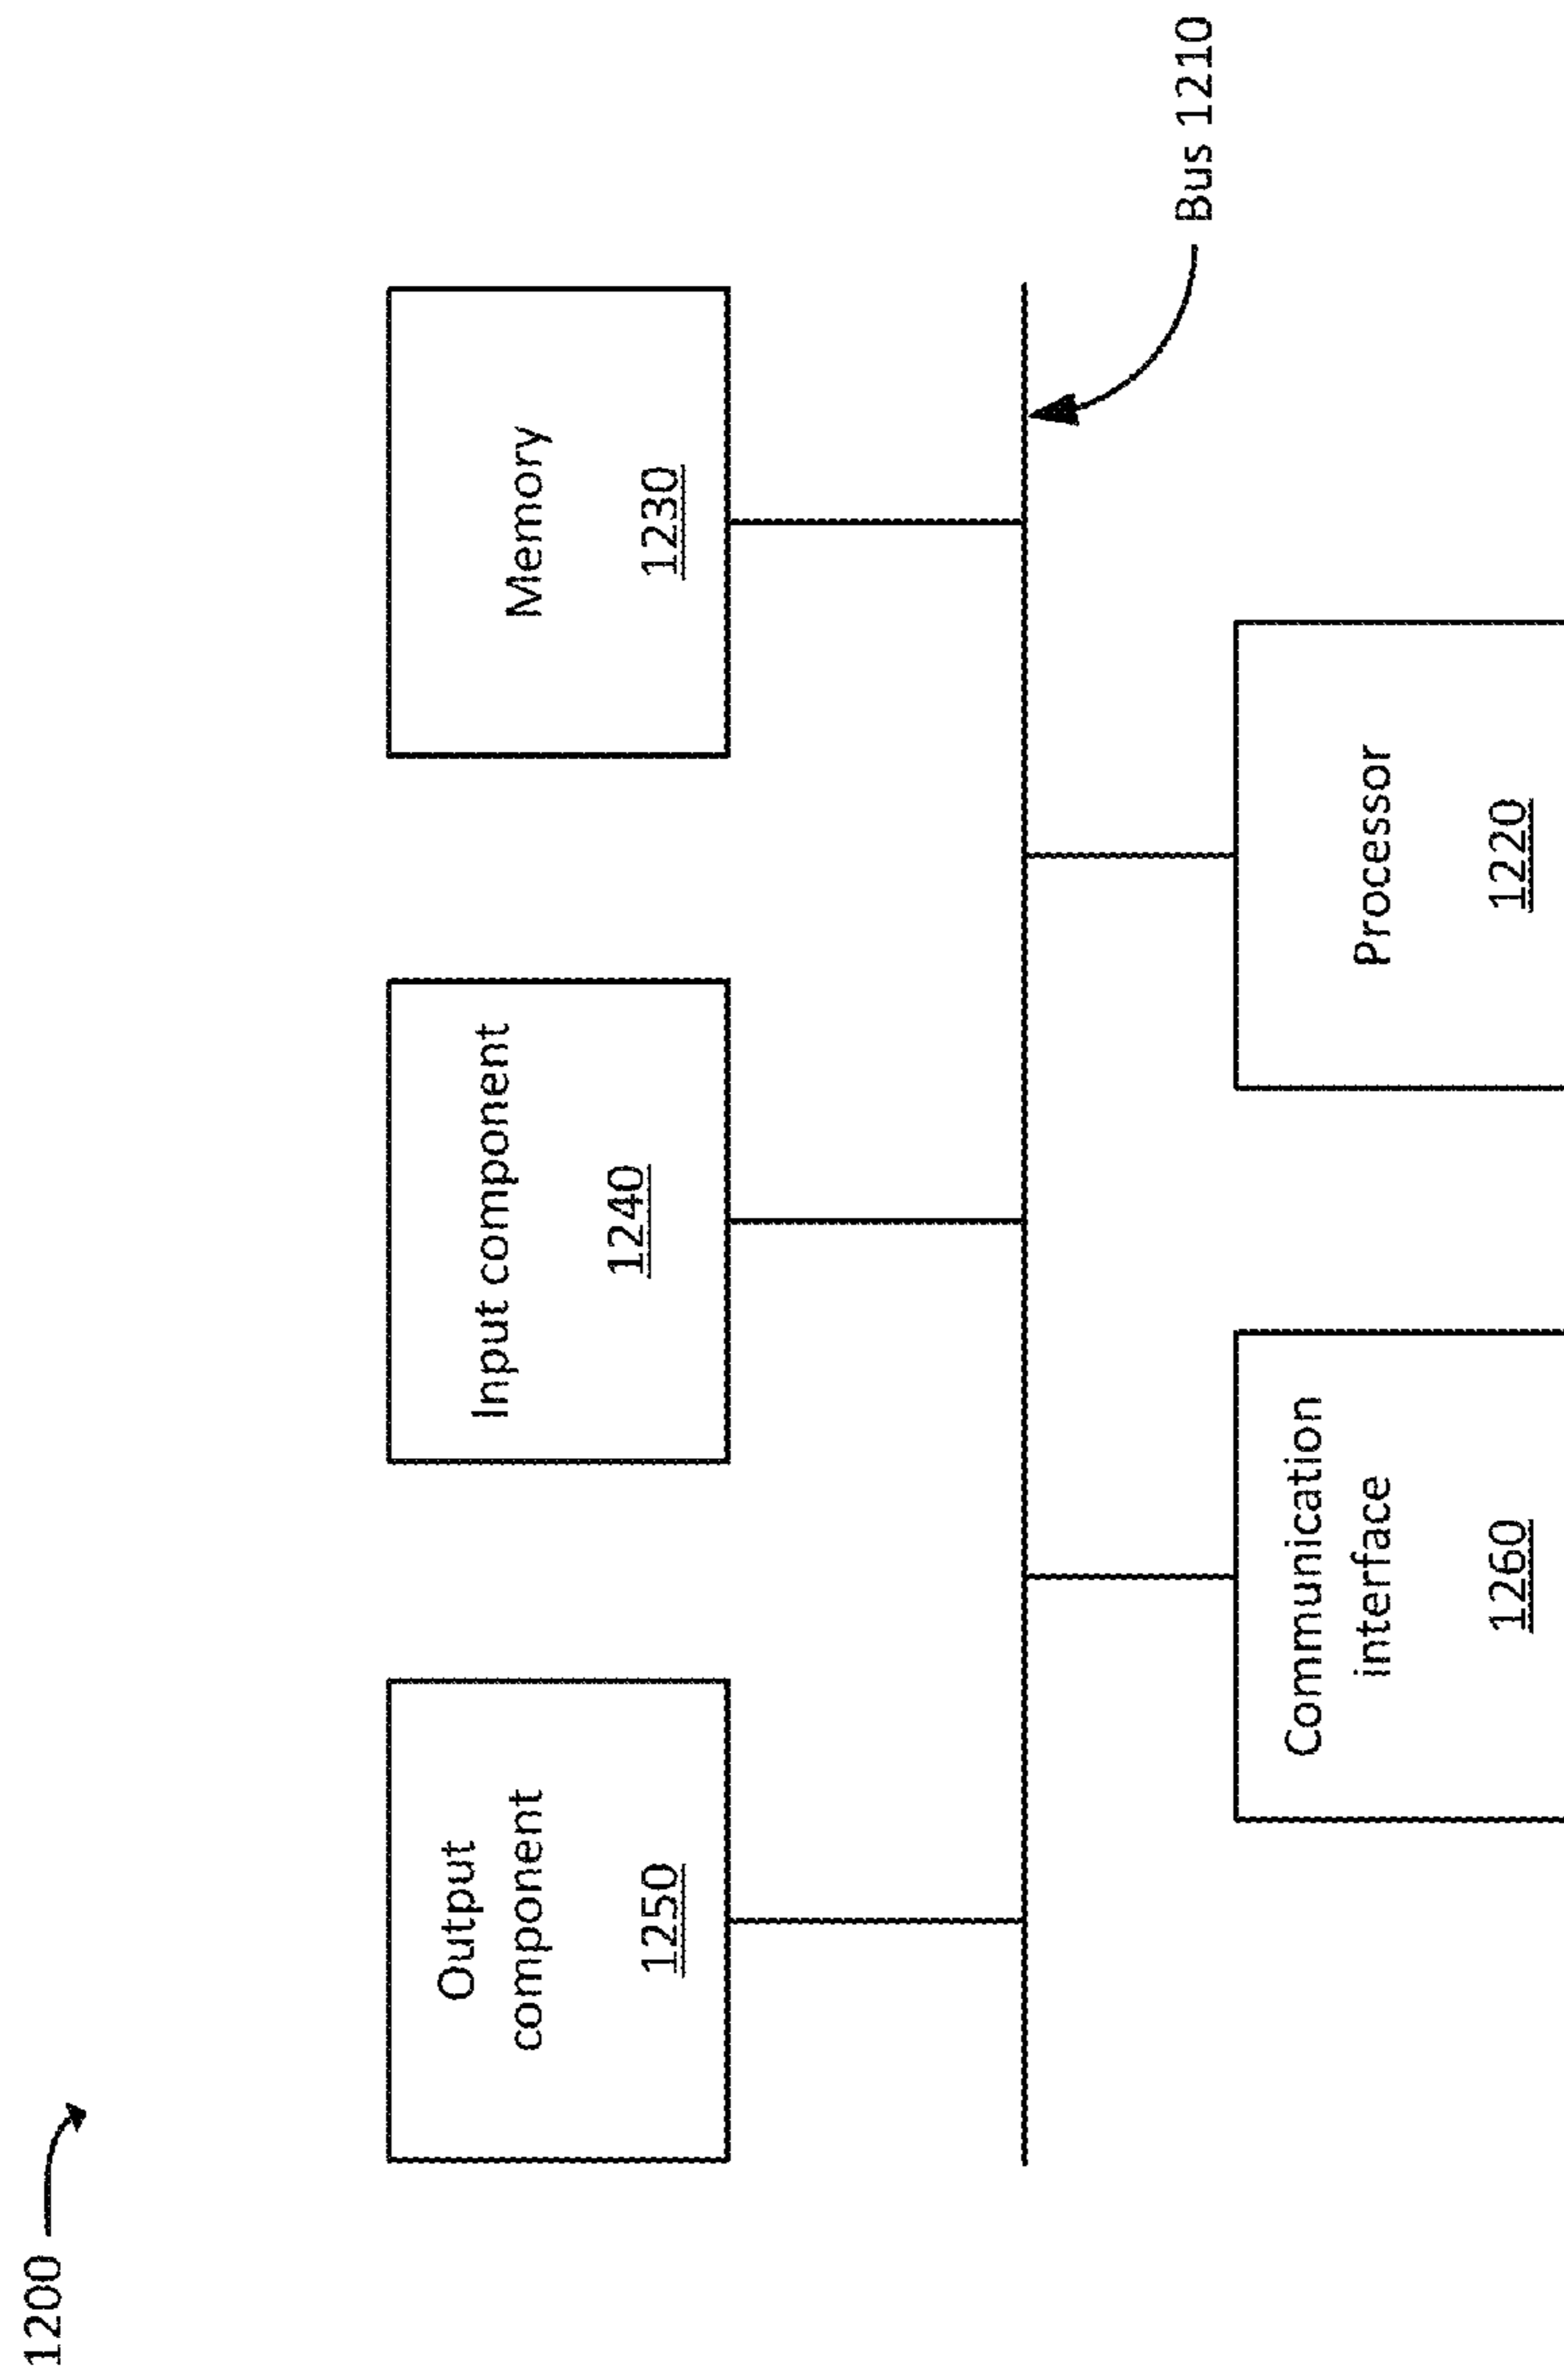 1200
Output
component
1250
Input component
1240
Memory
1230
Bus 1210
Communication
interface
1260
Processor
1220